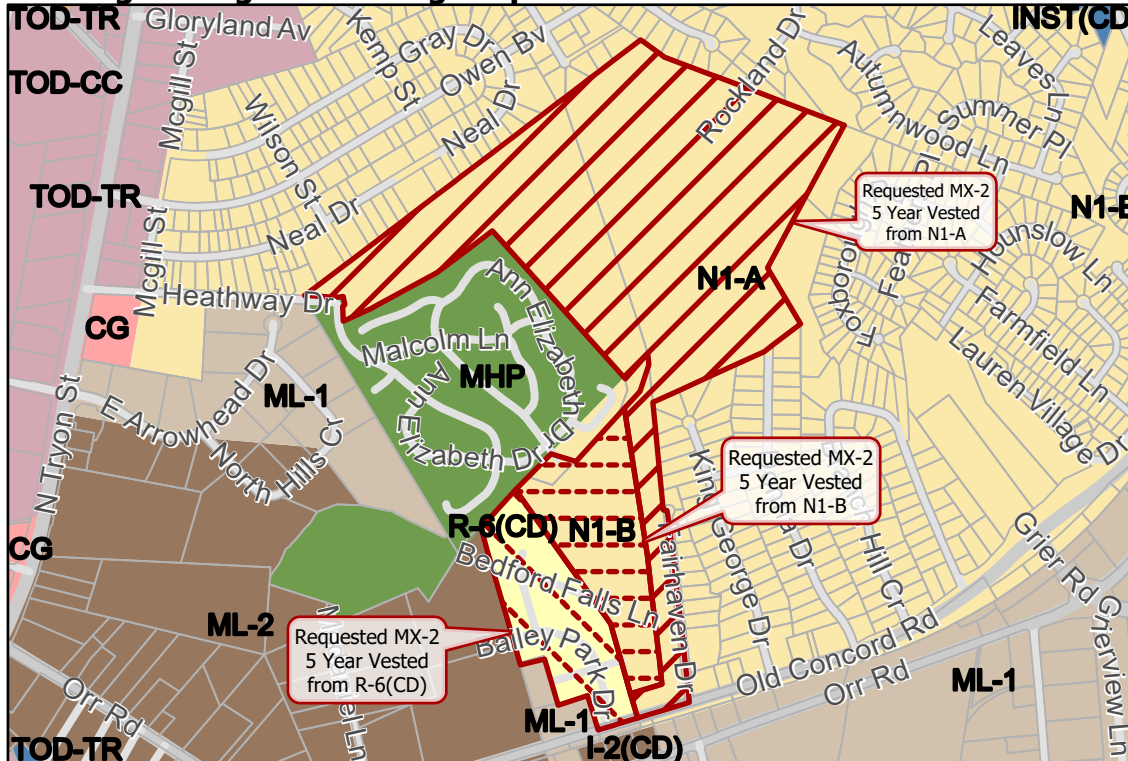 TOD-TR
Gloryland Av
INST(CD
Kemp St
Gray Dr
Owen Bv
Rockland Dr
Leaves Ln
Autumnwood Ln
Summer Pl
TOD-CC
Mcgill St
Wilson St
Neal Dr
TOD-TR
Requested MX-2
5 Year Vested
from N1-A
N1-B
Neal Dr
Mcgill St
Hounslow Ln
N1-A
Heathway Dr
CG
Ann Elizabeth Dr
Farmfield Ln
Malcolm Ln
MHP
Lauren Village Dr
ML-1
Ann Elizabeth Dr
E Arrowhead Dr
North Hills Ct
N Tryon St
Requested MX-2
5 Year Vested
from N1-B
R-6(CD)
N1-B
CG
King George Dr
Fairhaven Dr
Grier Rd
Bedford Falls Ln
Grierview Ln
ML-2
Requested MX-2
5 Year Vested
from R-6(CD)
Bailey Park Dr
Old Concord Rd
Orr Rd
ML-1
Orr Rd
ML-1
I-2(CD)
TOD-TR